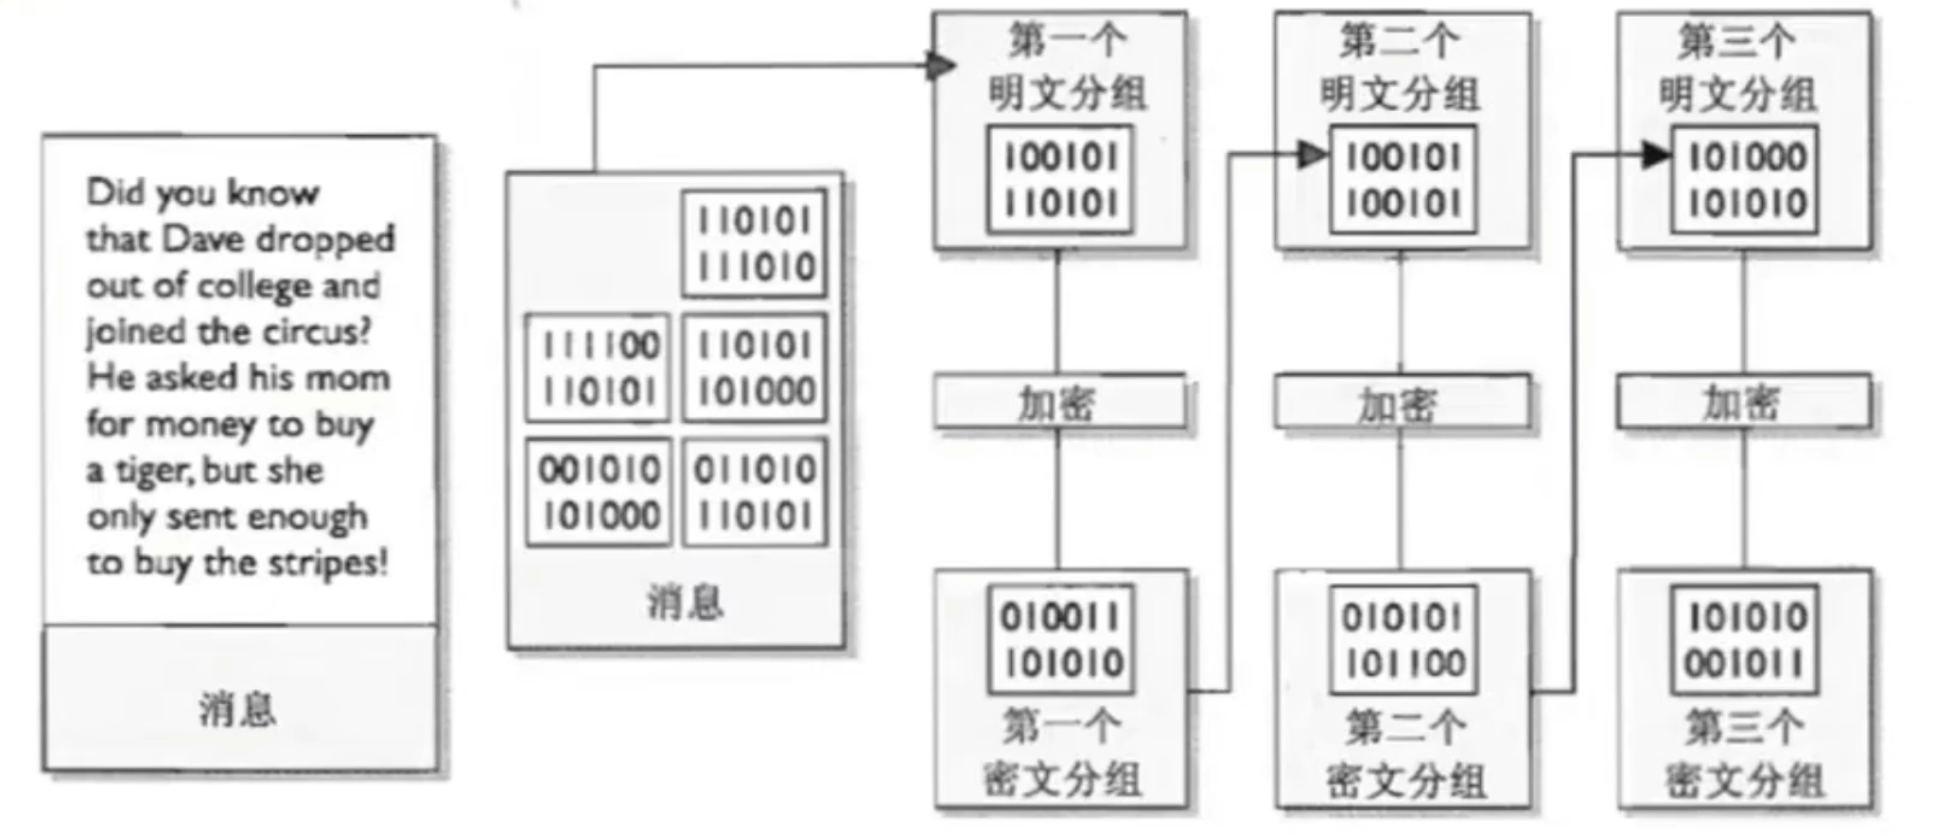 Did you know
that Dave dropped
out of college and
joined the circus?
He asked his mom
for money to buy
a tiger, but she
only sent enough
to buy the stripes!
消息
110101
111010
111100
110101
110101
101000
001010
101000
011010
110101
消息
第一个
明文分组
100101
110101
加密
010011
101010
第一个
密文分组
第二个
明文分组
100101
100101
加密
010101
101100
第二个
密文分组
第三个
明文分组
101000
101010
加密
101010
001011
第三个
密文分组